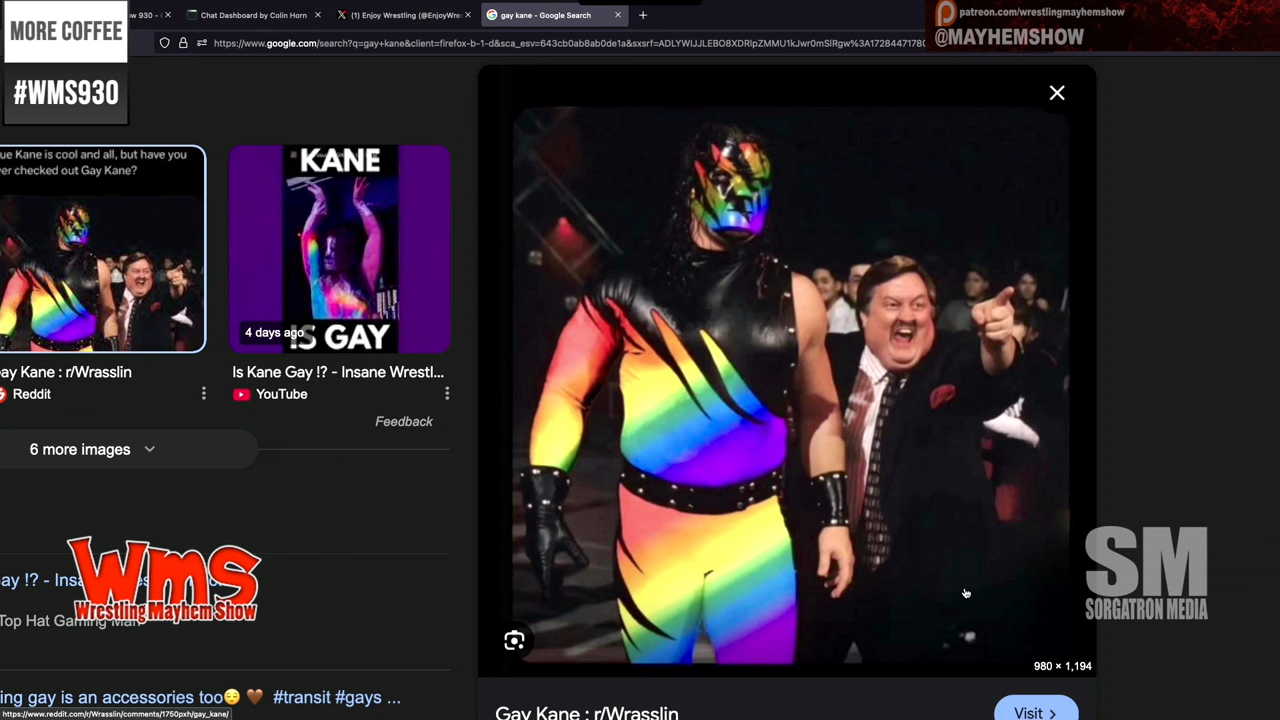 MORE COFFEE
#WMS930
w 930 -
Chat Dashboard by Colin Horn
(1) Enjoy Wrestling (@EnjoyWre
gay kane - Google Search
patreon.com/wrestlingmayhemshow
@MAYHEMSHOW
https://www.google.com/search?q=gay+kane&client=firefox-b-1-d&sca_esv=643cb0ab8ab0de1a&sxsrf=ADLYWIJJLEBO8XDRlpZMMU1kJwr0mSlRgw%3A1728447178
ue Kane is cool and all, but have you
er checked out Gay Kane?
KANE
4 days ago
IS GAY
ay Kane : r/Wrasslin
Reddit
Is Kane Gay !? - Insane Wrestl...
YouTube
Feedback
6 more images
ay !? - Insa
WMS
Wrestling Mayhem Show
Top Hat Gaming Man
ing gay is an accessories too😌 🤎 #transit #gays ...
https://www.reddit.com/r/Wrasslin/comments/1750pxh/gay_kane/
980 × 1,194
SM
SORGATRON MEDIA
Gay Kane : r/Wrasslin
Visit